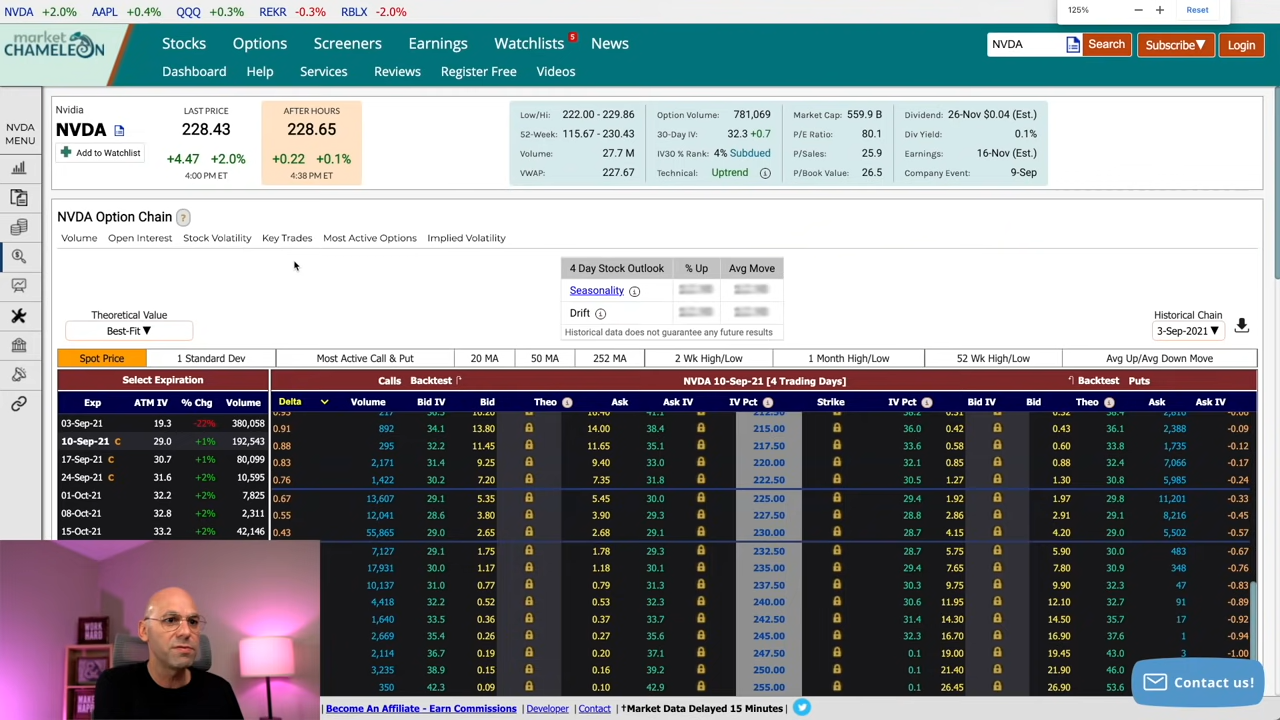 NVDA +2.0% AAPL +0.4% QQQ +0.3% REKR -0.3% RBLX -2.0%
125% − + Reset
market CHAMELEON
Stocks Options Screeners Earnings Watchlists 5 News
NVDA Search Subscribe▼ Login
Dashboard Help Services Reviews Register Free Videos
NVDA MENU
Nvidia
NVDA
Add to Watchlist
LAST PRICE
228.43
+4.47 +2.0%
4:00 PM ET
AFTER HOURS
228.65
+0.22 +0.1%
4:38 PM ET
Low/Hi: 222.00 - 229.86
52-Week: 115.67 - 230.43
Volume: 27.7 M
VWAP: 227.67
Option Volume: 781,069
30-Day IV: 32.3 +0.7
IV30 % Rank: 4% Subdued
Technical: Uptrend
Market Cap: 559.9 B
P/E Ratio: 80.1
P/Sales: 25.9
P/Book Value: 26.5
Dividend: 26-Nov $0.04 (Est.)
Div Yield: 0.1%
Earnings: 16-Nov (Est.)
Company Event: 9-Sep
NVDA Option Chain ?
Volume Open Interest Stock Volatility Key Trades Most Active Options Implied Volatility
4 Day Stock Outlook % Up Avg Move
Seasonality
Drift
Historical data does not guarantee any future results
Theoretical Value
Best-Fit ▼
Historical Chain
3-Sep-2021 ▼
Spot Price 1 Standard Dev Most Active Call & Put 20 MA 50 MA 252 MA 2 Wk High/Low 1 Month High/Low 52 Wk High/Low Avg Up/Avg Down Move
Select Expiration Calls Backtest NVDA 10-Sep-21 [4 Trading Days] Backtest Puts
Exp ATM IV % Chg Volume
03-Sep-21 19.3 -22% 380,058
10-Sep-21 C 29.0 +1% 192,543
17-Sep-21 C 30.7 +1% 80,099
24-Sep-21 C 31.6 +2% 10,595
01-Oct-21 32.2 +2% 7,825
08-Oct-21 32.8 +2% 2,311
15-Oct-21 33.2 +2% 42,146
Delta Volume Bid IV Bid Theo Ask Ask IV IV Pct Strike IV Pct Bid IV Bid Theo Ask Ask IV
0.91 892 34.1 13.80 14.00 38.4 215.00 36.0 0.42 0.43 36.1 2,388 -0.09
0.88 295 32.2 11.45 11.65 36.8 217.50 33.6 0.58 0.60 33.8 1,735 -0.12
0.83 2,171 31.4 9.25 9.40 33.0 220.00 32.1 0.85 0.88 32.4 7,066 -0.17
0.76 1,422 30.2 7.20 7.35 31.8 222.50 30.5 1.27 1.30 30.8 5,985 -0.24
0.67 13,607 29.1 5.35 5.45 30.0 225.00 29.4 1.92 1.97 29.8 11,201 -0.33
0.55 12,041 28.6 3.80 3.90 29.3 227.50 28.8 2.86 2.91 29.1 8,216 -0.45
0.43 55,865 29.0 2.65 2.68 29.1 230.00 28.7 4.15 4.20 29.0 5,502 -0.57
7,127 29.1 1.75 1.78 29.3 232.50 28.7 5.75 5.90 30.0 483 -0.67
17,931 30.0 1.17 1.18 30.1 235.00 29.4 7.65 7.80 30.9 348 -0.76
10,137 31.0 0.77 0.79 31.3 237.50 30.3 9.75 9.90 32.3 47 -0.83
4,418 32.2 0.52 0.53 32.3 240.00 30.6 11.95 12.10 32.7 91 -0.89
1,640 33.5 0.36 0.37 33.7 242.50 31.4 14.30 14.50 35.7 17 -0.92
2,669 35.4 0.26 0.27 35.6 245.00 32.3 16.70 16.90 37.6 1 -0.94
2,114 36.7 0.19 0.20 37.1 247.50 0.1 19.00 19.45 43.0 3 -1.00
3,235 38.9 0.15 0.16 39.2 250.00 0.1 21.40 21.90 46.0
350 42.3 0.09 0.10 42.9 255.00 0.1 26.45 26.90 53.6
Contact us!
Become An Affiliate - Earn Commissions | Developer | Contact | †Market Data Delayed 15 Minutes |
WORK HARD